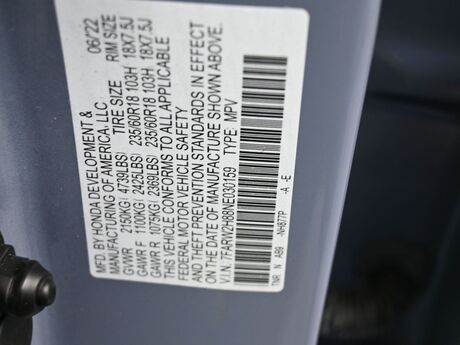 MFD. BY HONDA DEVELOPMENT & 06/22
MANUFACTURING OF AMERICA, LLC
TIRE SIZE RIM SIZE
GVWR 2150KG( 4739LBS)
GAWR F 1100KG( 2425LBS) 235/60R18 103H 18X7.5J
GAWR R 1075KG( 2369LBS) 235/60R18 103H 18X7.5J
THIS VEHICLE CONFORMS TO ALL APPLICABLE
FEDERAL MOTOR VEHICLE SAFETY
AND THEFT PREVENTION STANDARDS IN EFFECT
ON THE DATE OF MANUFACTURE SHOWN ABOVE.
V.I.N.: 7FARW2H88NE030159 TYPE: MPV
TNR N AB9 -NH877P -A -E